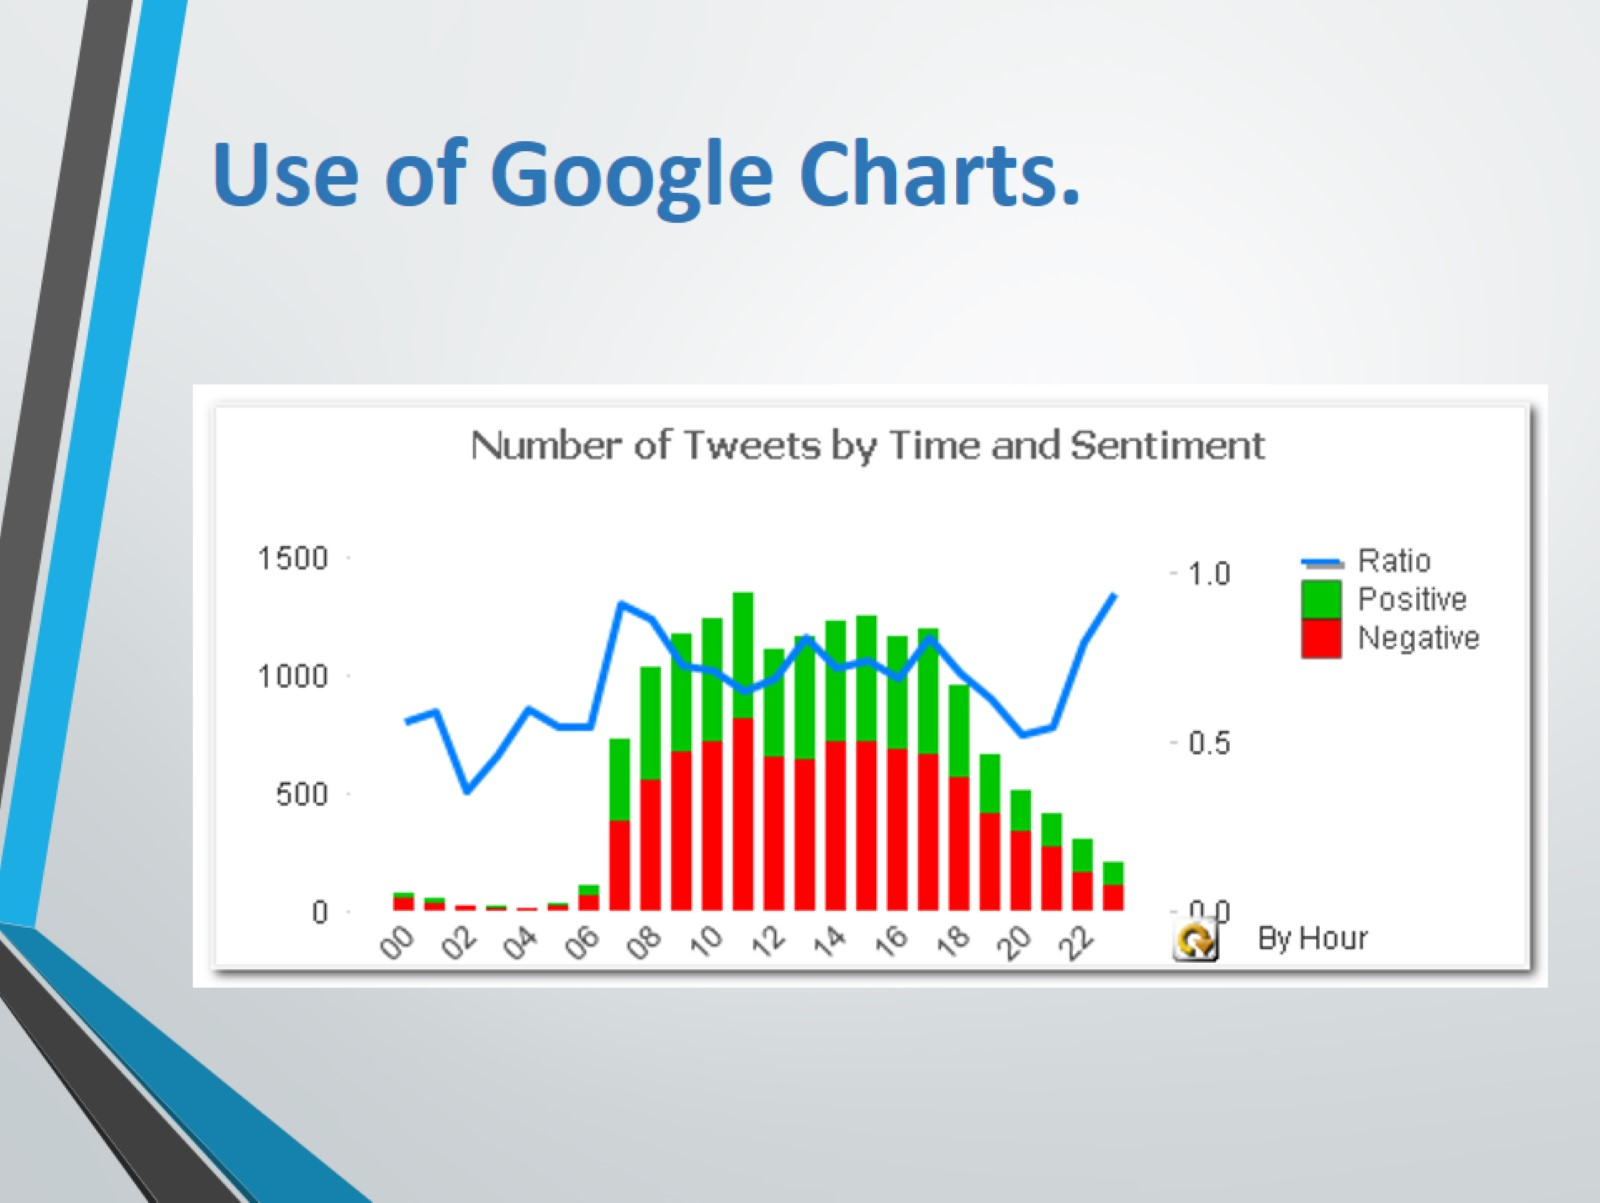 Use of Google Charts.
Number of Tweets by Time and Sentiment
1500
1000
500
0
1.0
0.5
0.0
Ratio
Positive
Negative
00 02 04 06 08 10 12 14 16 18 20 22
By Hour